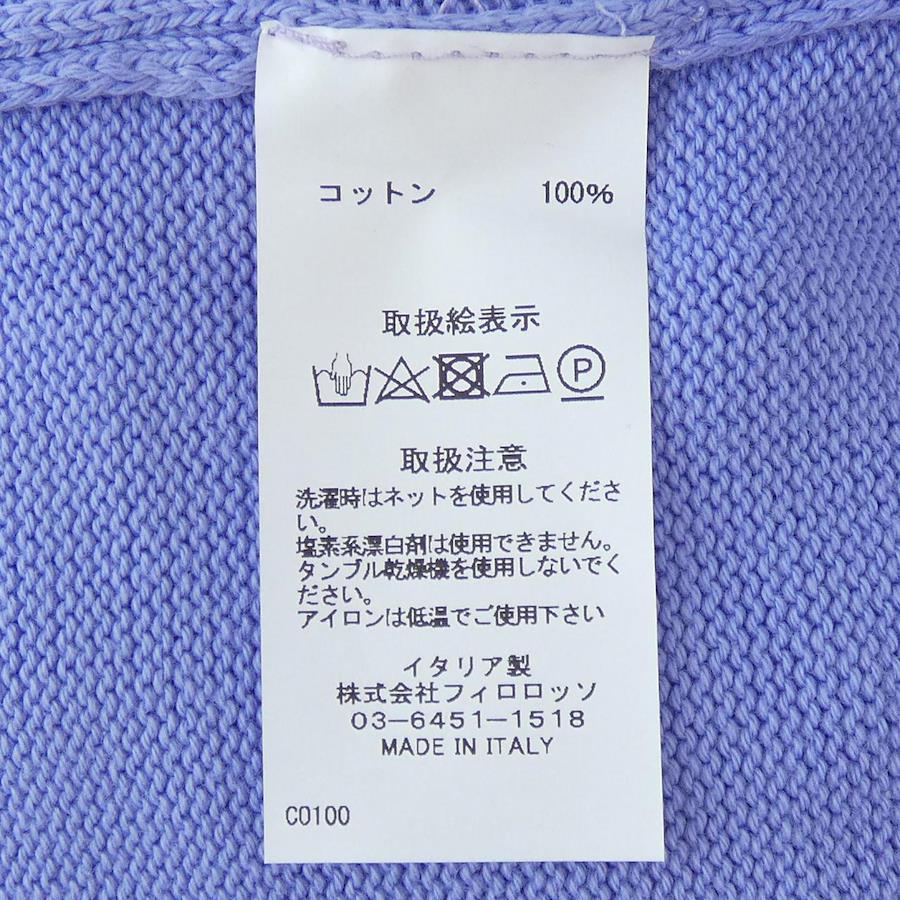 コットン 100%
取扱絵表示
P
取扱注意
洗濯時はネットを使用してくださ
い。
塩素系漂白剤は使用できません。
タンブル乾燥機を使用しないでく
ださい。
アイロンは低温でご使用下さい
イタリア製
株式会社フィロロッソ
03-6451-1518
MADE IN ITALY
C0100